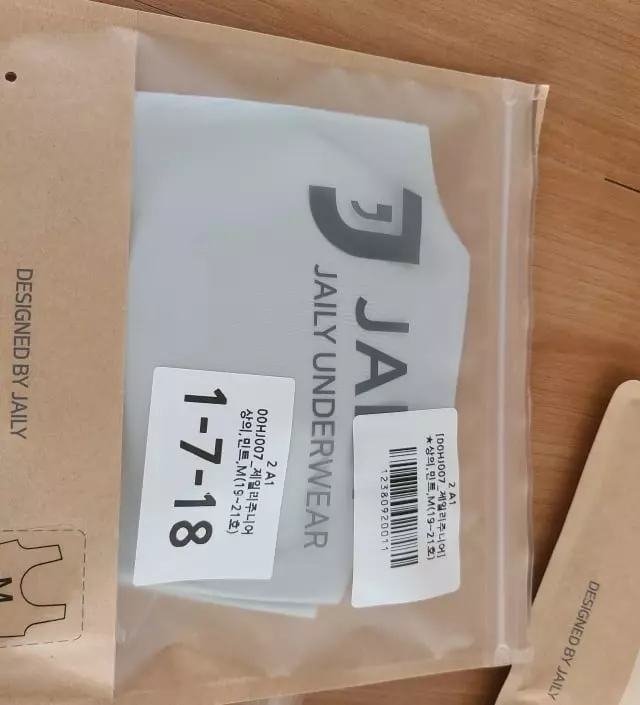 DESIGNED BY JAILY
M
JAILY UNDERWEAR
2 A1
00HJ007_제일리주니어
상의,민트,M(19~21호)
1-7-18
2 A1
[00HJ007_제일리주니어]
★상의,민트,M(19~21호)
12380920011
DESIGNED BY JAILY